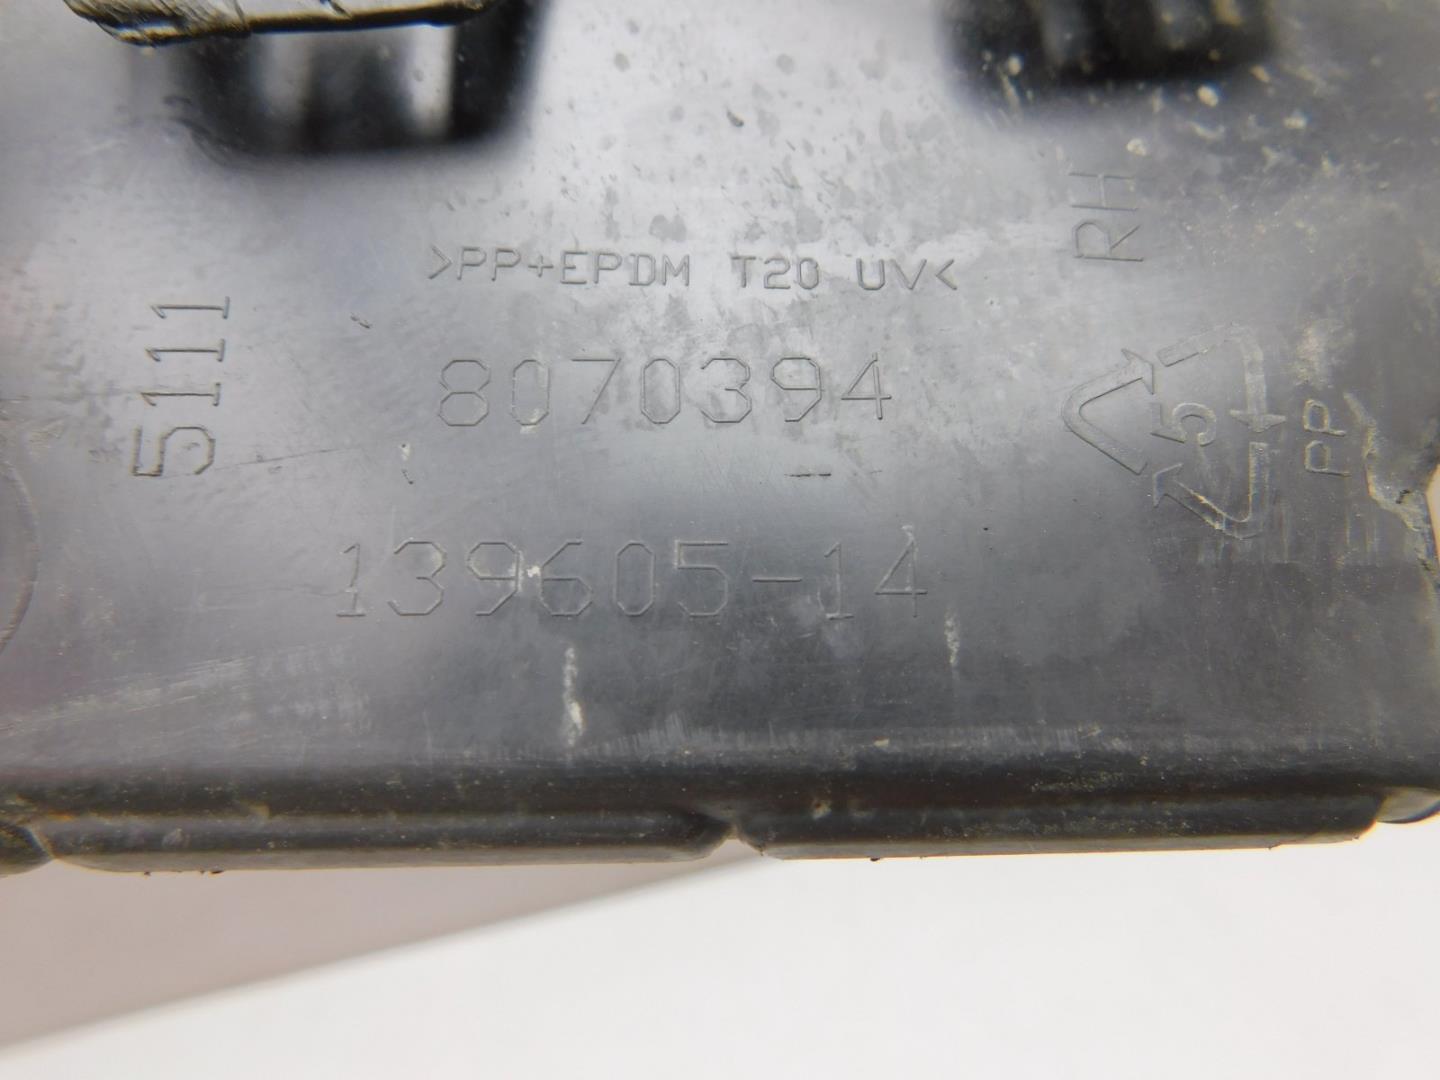 >PP+EPDM T20 UV<
RH
5111
8070394
5
PP
139605-14